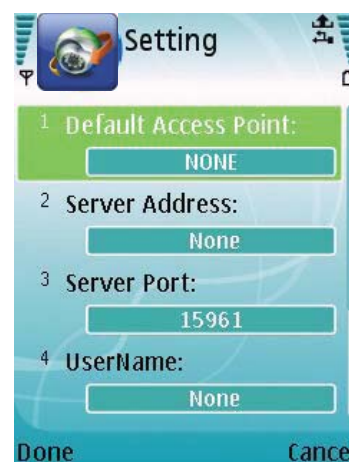 Setting
1 Default Access Point:
NONE
2 Server Address:
None
3 Server Port:
15961
4 UserName:
None
Done Cance